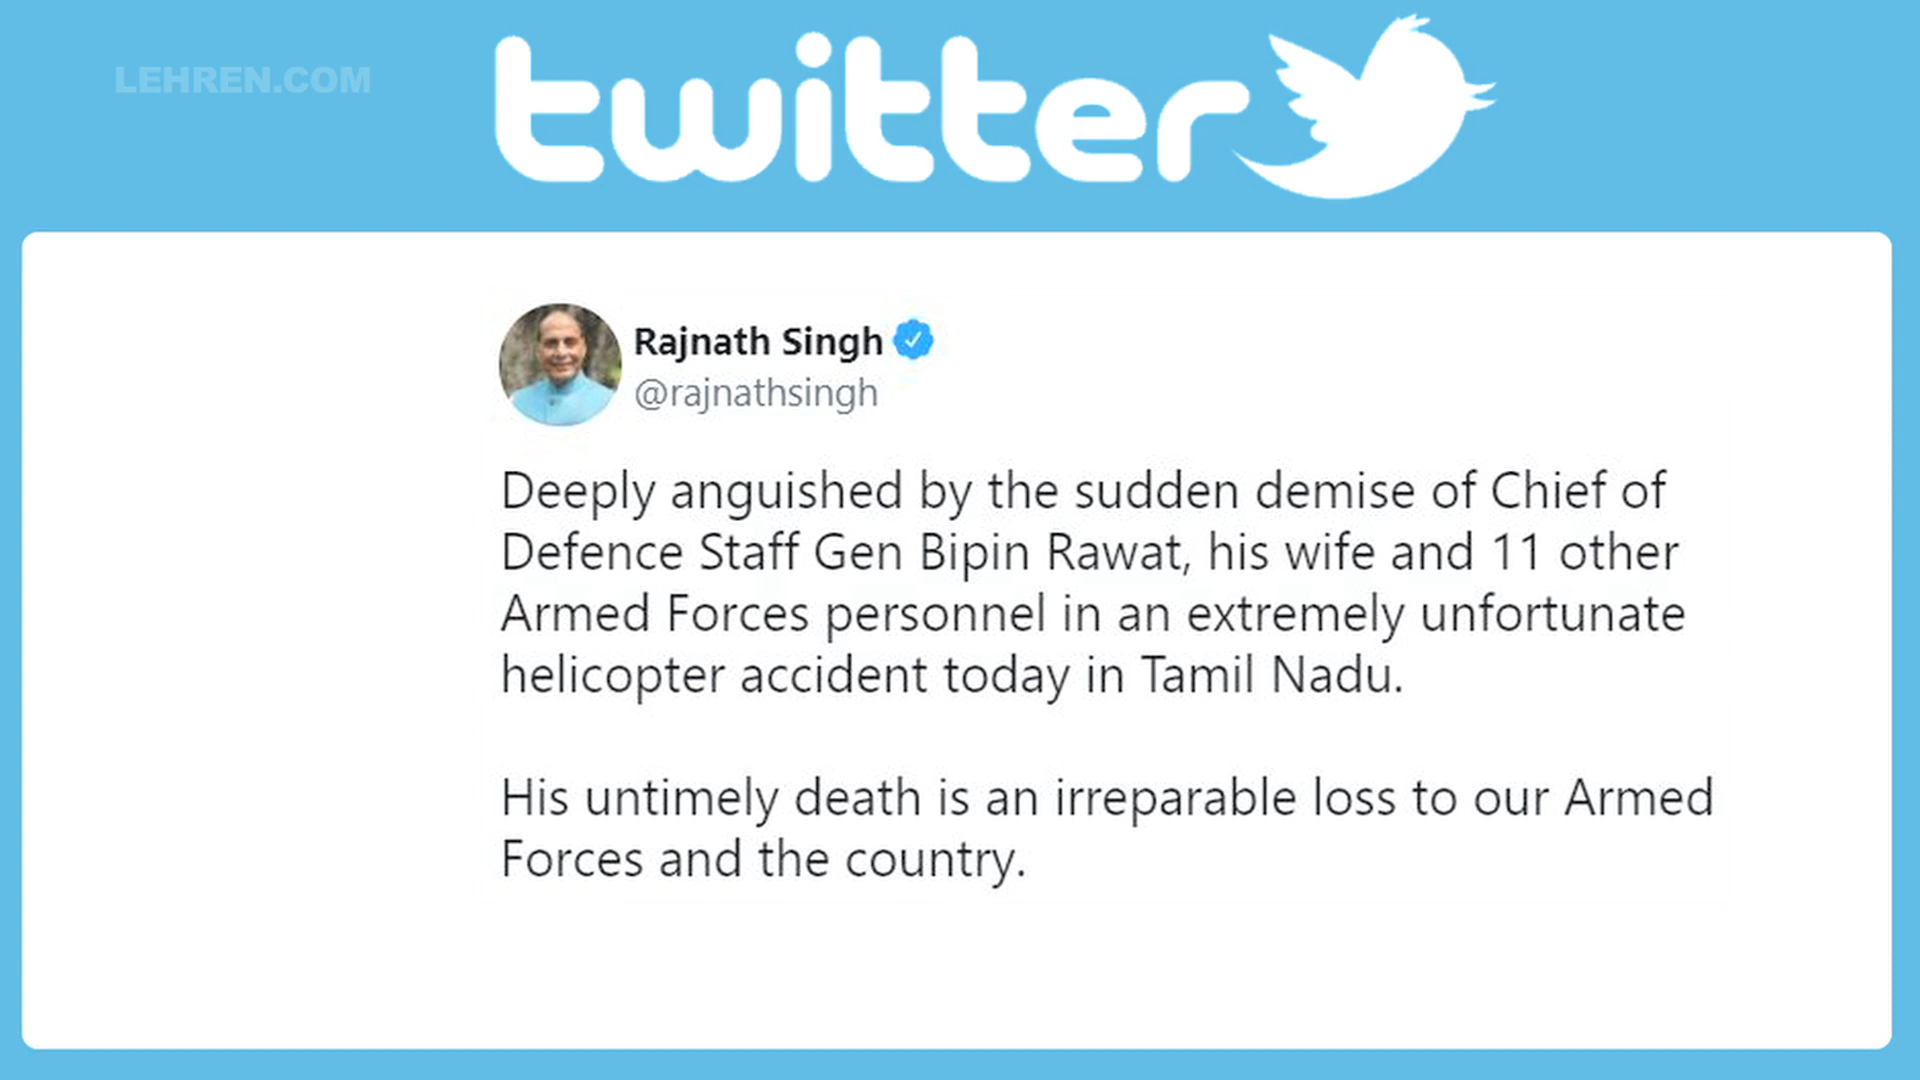 LEHREN.COM
twitter
Rajnath Singh
@rajnathsingh
Deeply anguished by the sudden demise of Chief of
Defence Staff Gen Bipin Rawat, his wife and 11 other
Armed Forces personnel in an extremely unfortunate
helicopter accident today in Tamil Nadu.
His untimely death is an irreparable loss to our Armed
Forces and the country.